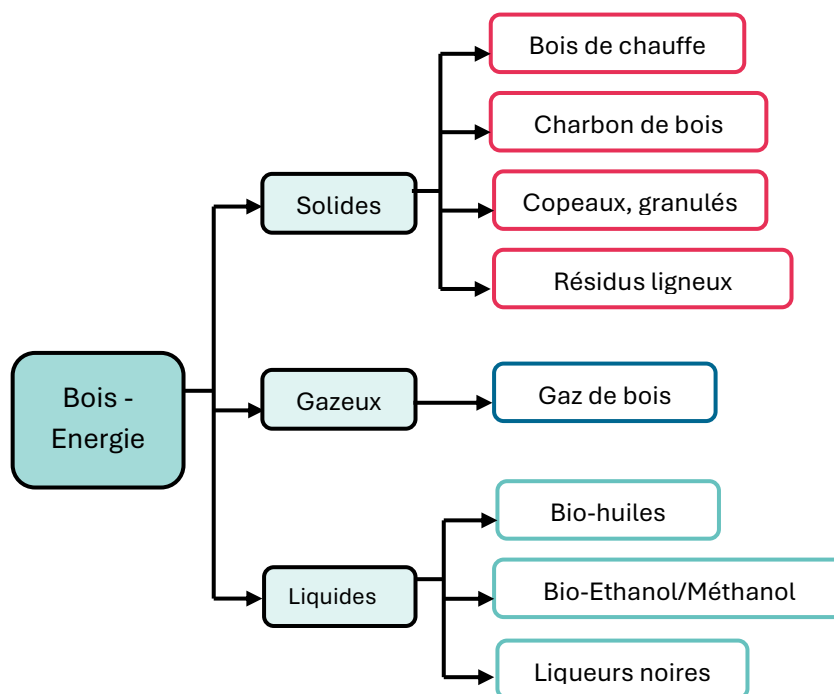 Bois -
Energie
Solides
Bois de chauffe
Charbon de bois
Copeaux, granulés
Résidus ligneux
Gazeux
Gaz de bois
Liquides
Bio-huiles
Bio-Ethanol/Méthanol
Liqueurs noires